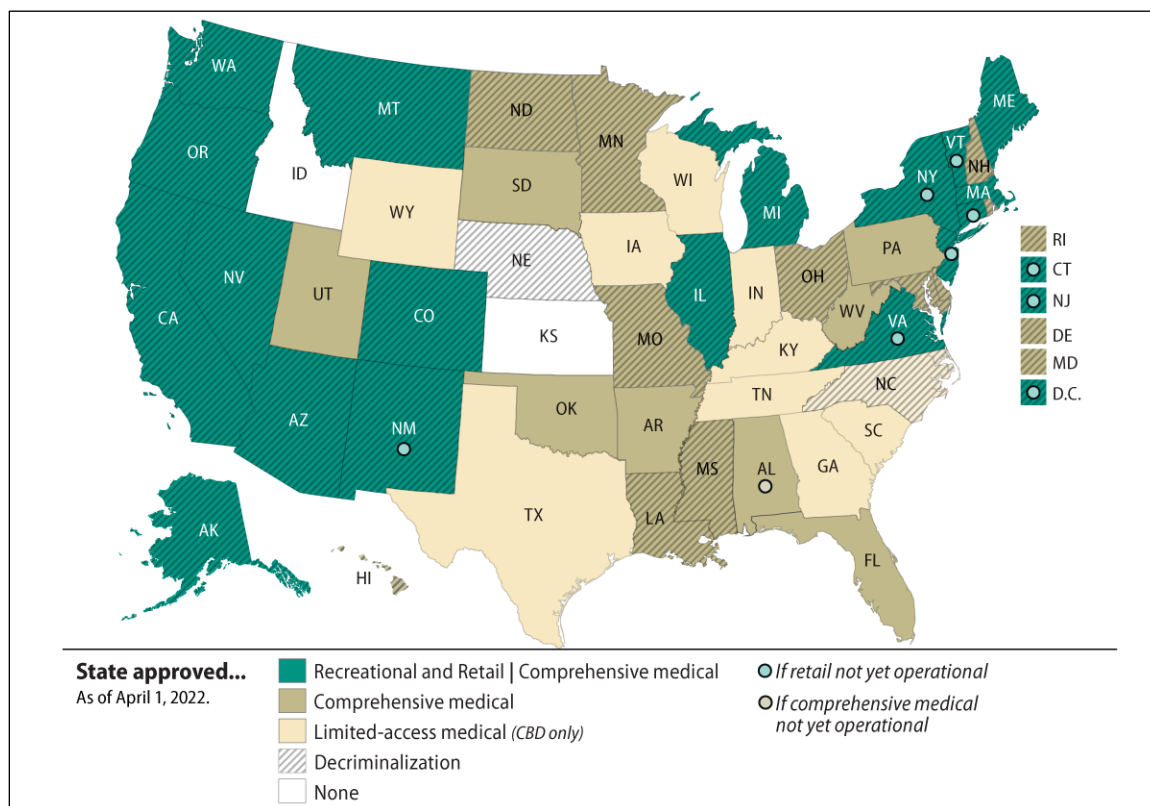 WA
MT
ND
MN
ME
OR
VT
ID
SD
WI
NY
NH
MA
WY
MI
IA
PA
RI
NE
NV
OH
CT
UT
IL
IN
CO
WV
NJ
CA
VA
KS
MO
KY
DE
MD
NC
TN
D.C.
OK
AZ
NM
AR
SC
MS
AL
GA
TX
LA
AK
FL
HI
State approved...
As of April 1, 2022.
Recreational and Retail | Comprehensive medical
Comprehensive medical
Limited-access medical (CBD only)
Decriminalization
None
If retail not yet operational
If comprehensive medical
not yet operational